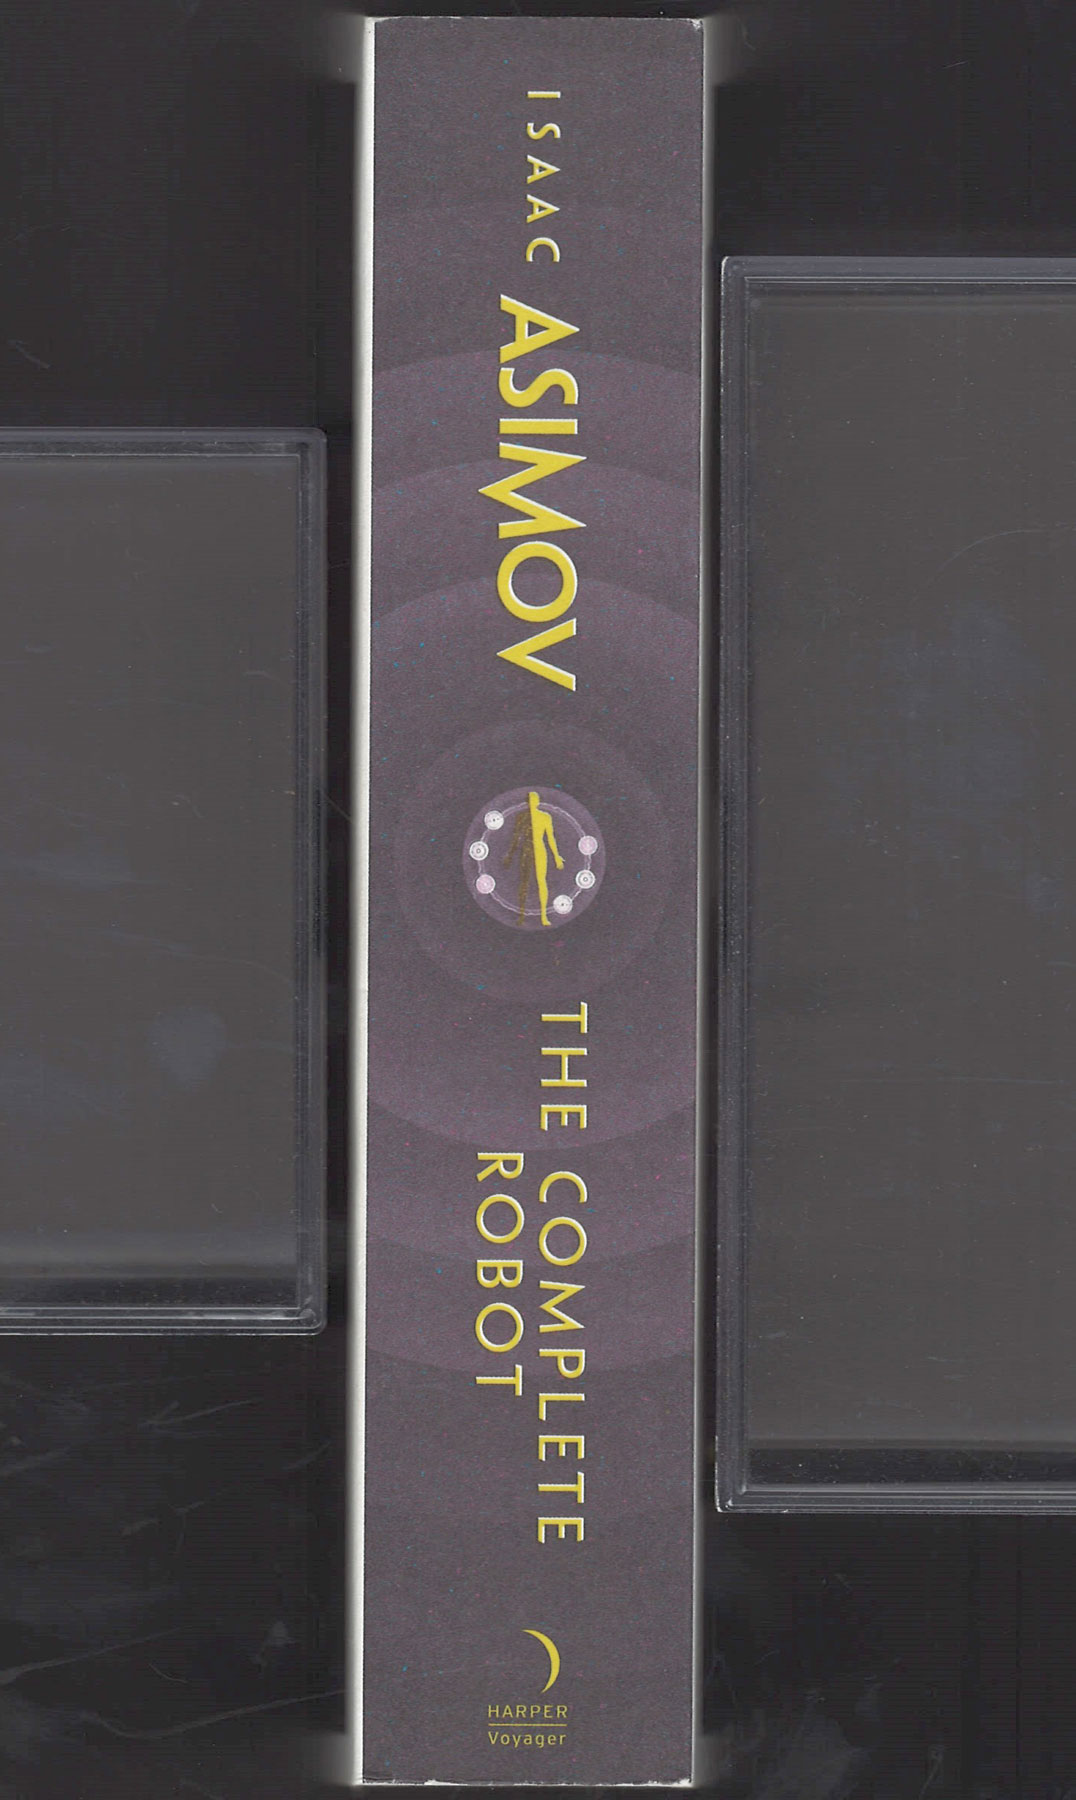 ISAAC ASIMOV
THE COMPLETE
ROBOT
HARPER
Voyager